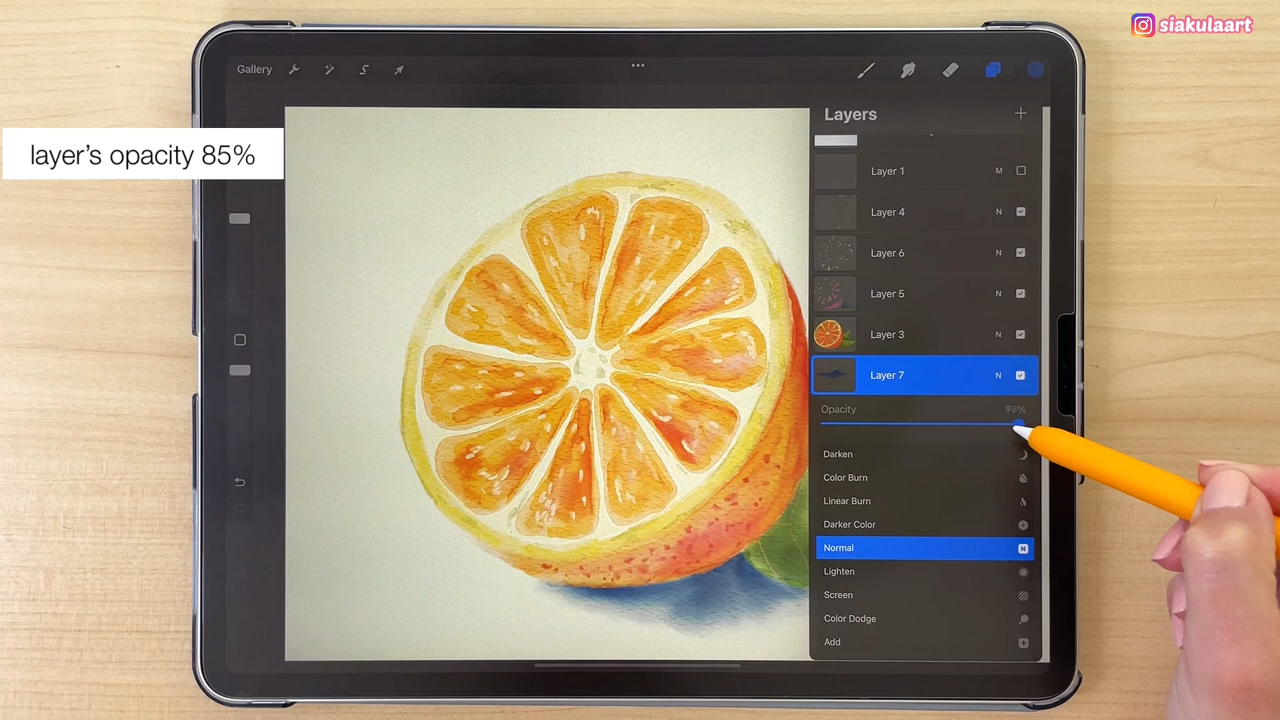 siakulaart
Gallery
Layers
layer's opacity 85%
Layer 1 M
Layer 4 N
Layer 6 N
Layer 5 N
Layer 3 N
Layer 7 N
Opacity 98%
Darken
Color Burn
Linear Burn
Darker Color
Normal N
Lighten
Screen
Color Dodge
Add